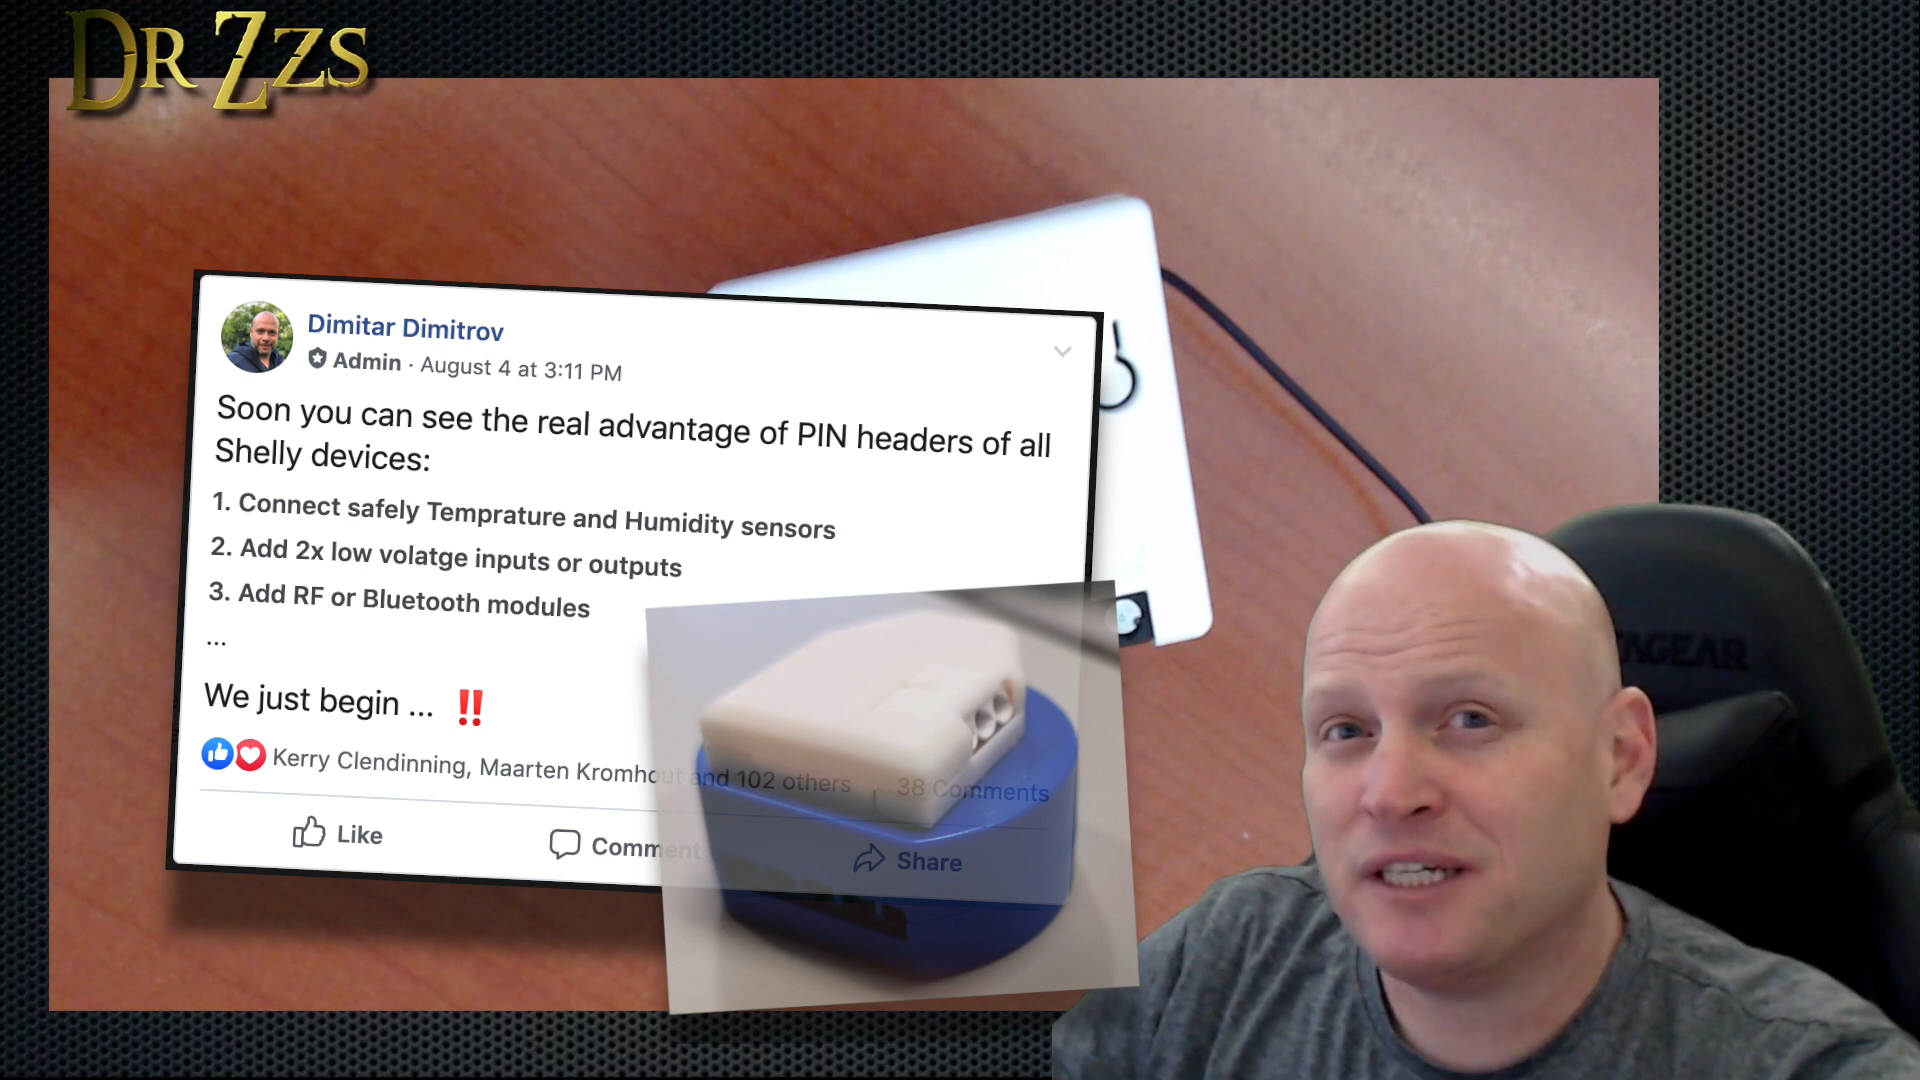 DR ZZS
Dimitar Dimitrov
Admin · August 4 at 3:11 PM
Soon you can see the real advantage of PIN headers of all
Shelly devices:
1. Connect safely Temprature and Humidity sensors
2. Add 2x low volatge inputs or outputs
3. Add RF or Bluetooth modules
...
We just begin ... ‼️
Kerry Clendinning, Maarten Kromhout and 102 others 38 Comments
Like Comment Share